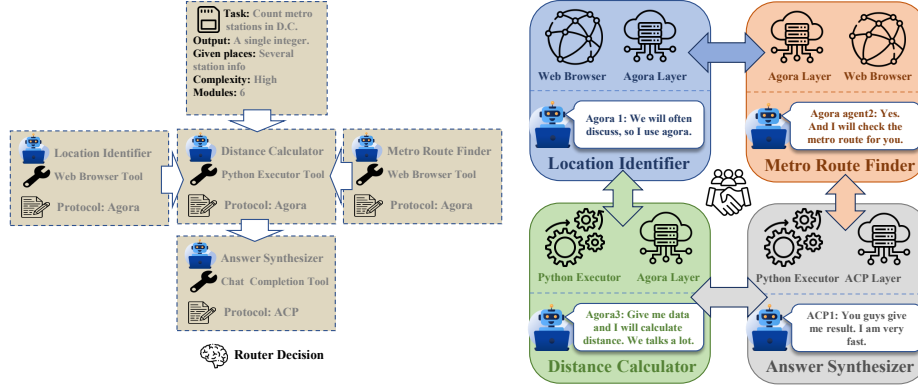 Task: Count metro
stations in D.C.
Output: A single integer.
Given places: Several
station info
Complexity: High
Modules: 6
Location Identifier
Web Browser Tool
Protocol: Agora
Distance Calculator
Python Executor Tool
Protocol: Agora
Metro Route Finder
Web Browser Tool
Protocol: Agora
Answer Synthesizer
Chat Completion Tool
Protocol: ACP
Router Decision
Web Browser
Agora Layer
Agora 1: We will often
discuss, so I use agora.
Location Identifier
Agora Layer
Web Browser
Agora agent2: Yes.
And I will check the
metro route for you.
Metro Route Finder
Python Executor
Agora Layer
Agora3: Give me data
and I will calculate
distance. We talks a lot.
Distance Calculator
Python Executor
ACP Layer
ACP1: You guys give
me result. I am very
fast.
Answer Synthesizer